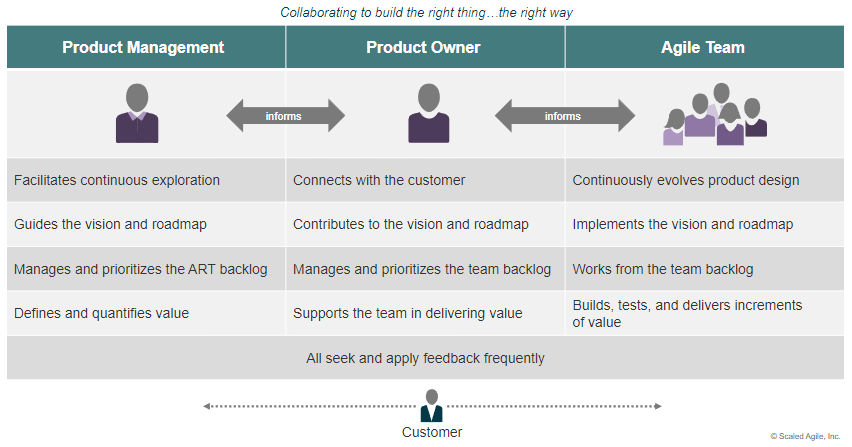 Collaborating to build the right thing…the right way
Product Management
Product Owner
Agile Team
informs
informs
Facilitates continuous exploration
Connects with the customer
Continuously evolves product design
Guides the vision and roadmap
Contributes to the vision and roadmap
Implements the vision and roadmap
Manages and prioritizes the ART backlog
Manages and prioritizes the team backlog
Works from the team backlog
Defines and quantifies value
Supports the team in delivering value
Builds, tests, and delivers increments
of value
All seek and apply feedback frequently
Customer
© Scaled Agile, Inc.